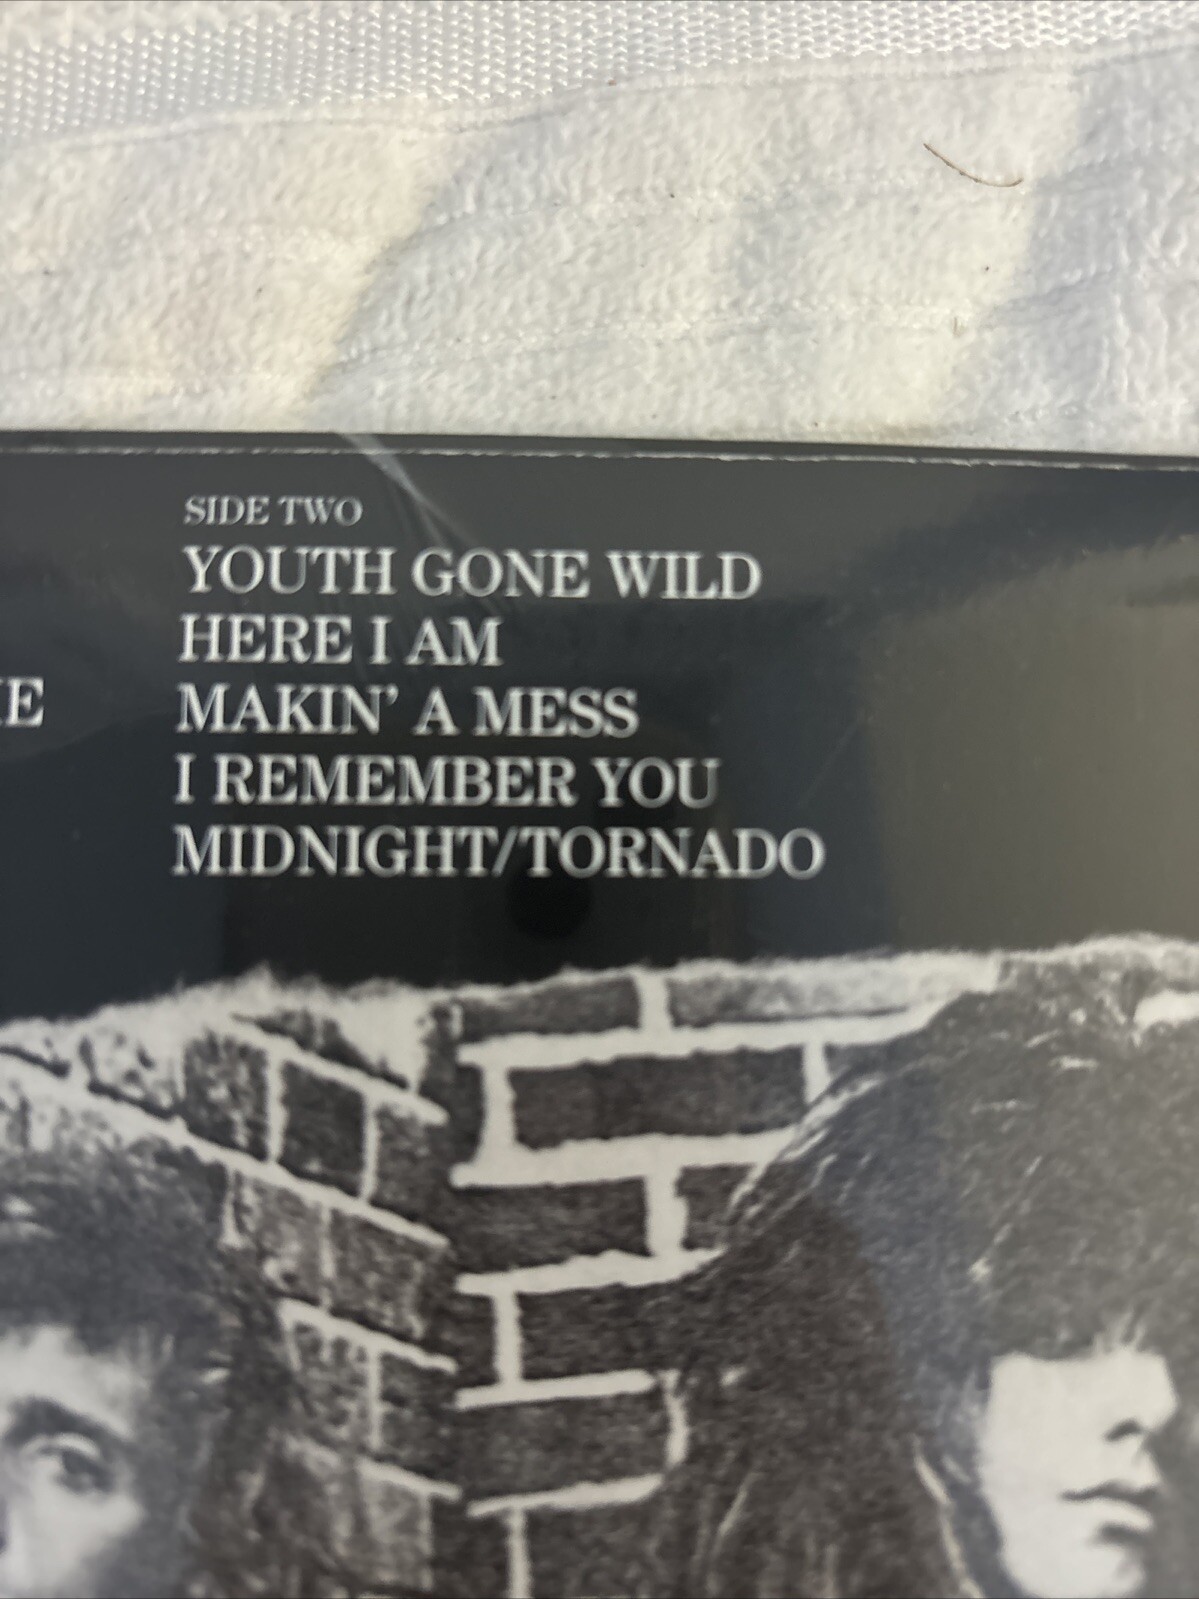 SIDE TWO
YOUTH GONE WILD
HERE I AM
MAKIN' A MESS
I REMEMBER YOU
MIDNIGHT/TORNADO